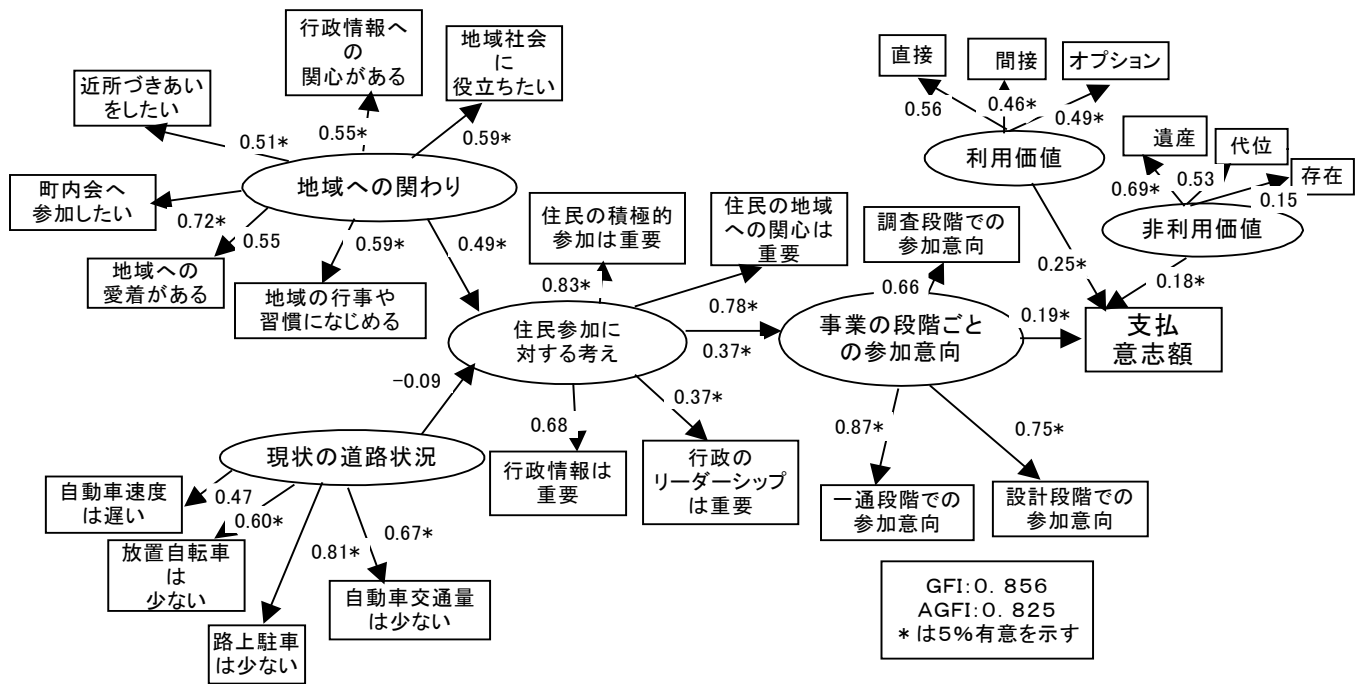 行政情報へ
の
関心がある
地域社会
に
役立ちたい
近所づきあい
をしたい
0.51*
0.55*
0.59*
地域への関わり
町内会へ
参加したい
0.72*
0.55
0.59*
0.49*
地域への
愛着がある
地域の行事や
習慣になじめる
直接
間接
オプション
0.56
0.46*
0.49*
利用価値
遺産
代位
存在
0.69*
0.53
0.15
非利用価値
0.25*
0.18*
住民の積極的
参加は重要
住民の地域
への関心は
重要
調査段階での
参加意向
0.83*
0.78*
0.66
住民参加に
対する考え
0.37*
事業の段階ごと
の参加意向
0.19*
支払
意志額
-0.09
0.68
0.37*
0.87*
0.75*
行政情報は
重要
行政の
リーダーシップ
は重要
一通段階での
参加意向
設計段階での
参加意向
現状の道路状況
自動車速度
は遅い
0.47
0.60*
0.81*
0.67*
放置自転車
は
少ない
路上駐車
は少ない
自動車交通量
は少ない
GFI:0. 856
AGFI:0. 825
* は5%有意を示す